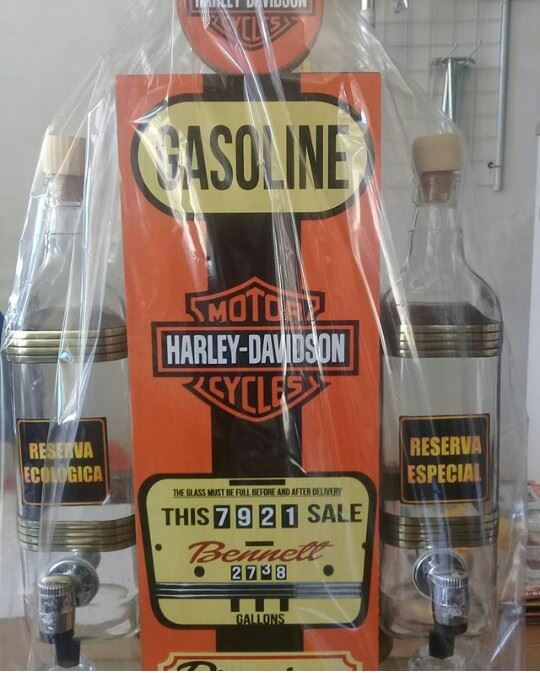 HARLEY-DAVIDSON
CYCLES
GASOLINE
MOTOR
HARLEY-DAVIDSON
CYCLES
RESERVA
ECOLOGICA
RESERVA
ESPECIAL
THE GLASS MUST BE FULL BEFORE AND AFTER DELIVERY
THIS 7921 SALE
Bennett
2738
GALLONS